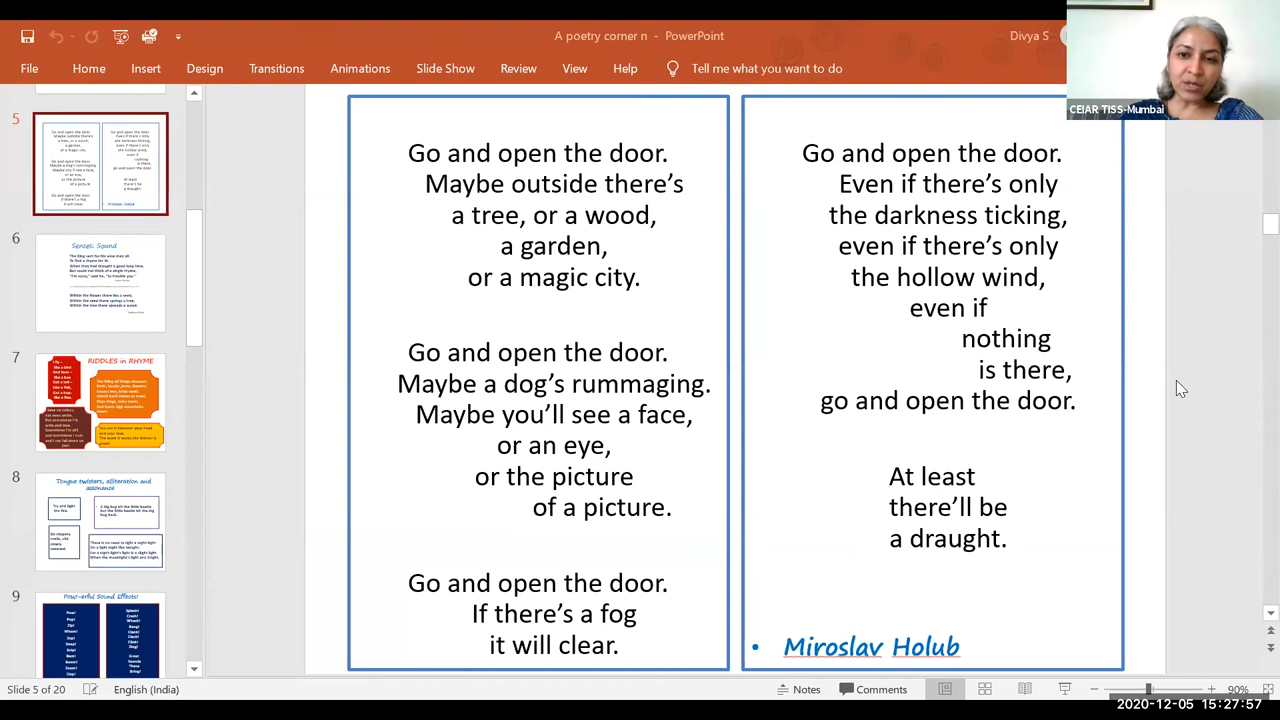 A poetry corner n - PowerPoint
Divya S
File Home Insert Design Transitions Animations Slide Show Review View Help Tell me what you want to do
CEIAR TISS-Mumbai
5
6
Senses: Sound
7
RIDDLES in RHYME
8
Tongue twisters, alliteration and
assonance
9
Pow!-erful Sound Effects!
Go and open the door.
Maybe outside there's
a tree, or a wood,
a garden,
or a magic city.
Go and open the door.
Maybe a dog's rummaging.
Maybe you'll see a face,
or an eye,
or the picture
of a picture.
Go and open the door.
If there's a fog
it will clear.
Go and open the door.
Even if there's only
the darkness ticking,
even if there's only
the hollow wind,
even if
nothing
is there,
go and open the door.
At least
there'll be
a draught.
• Miroslav Holub
Slide 5 of 20 English (India) Notes Comments 90%
2020-12-05 15:27:57